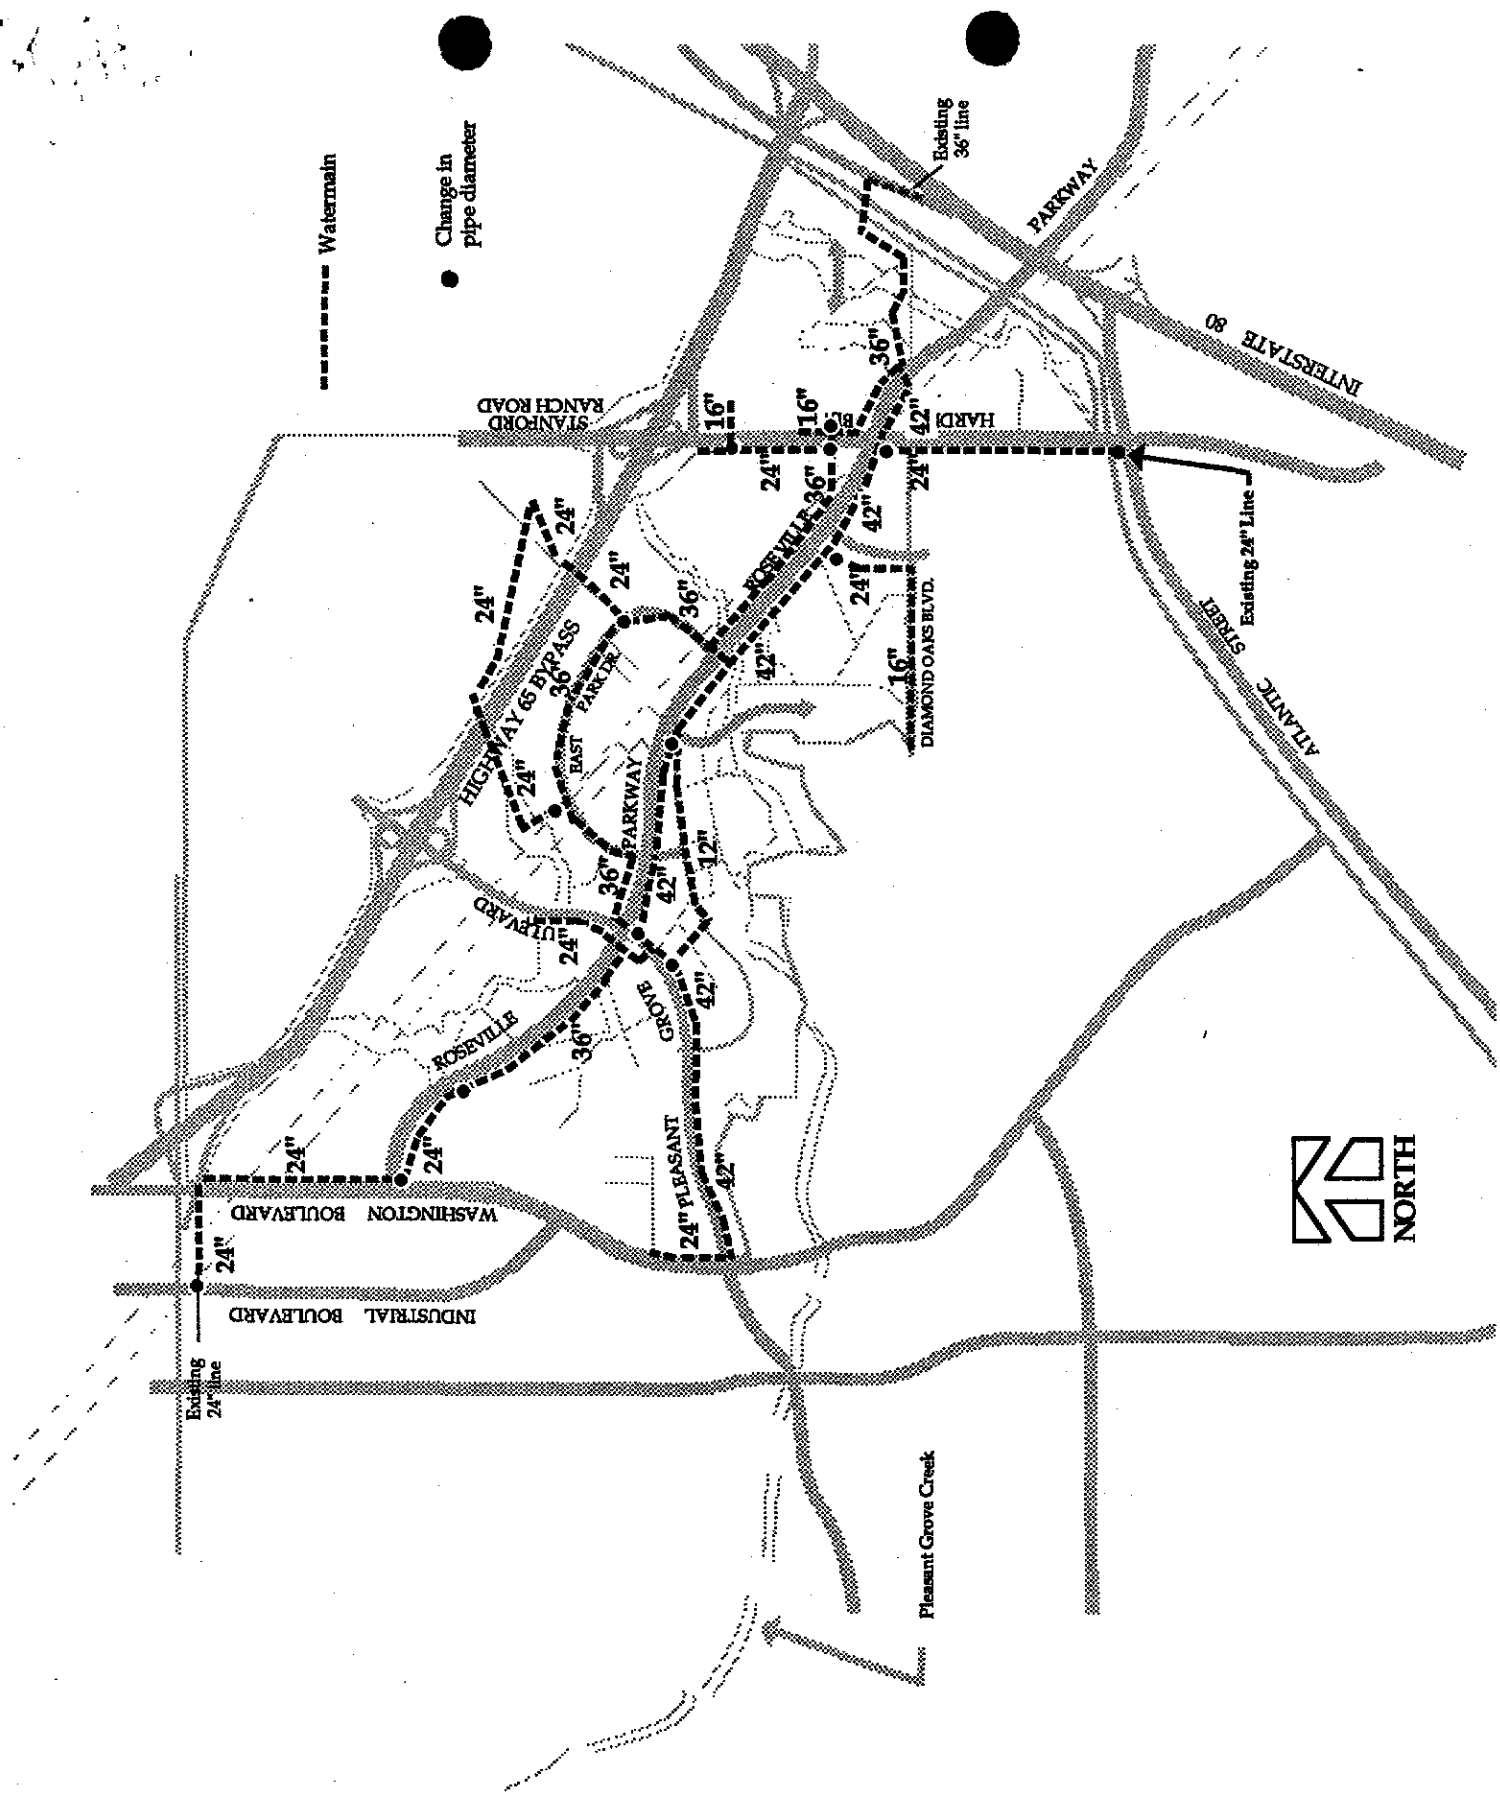 Watermain
Change in
pipe diameter
Existing
36" line
PARKWAY
INTERSTATE 80
STANFORD
RANCH ROAD
16"
16"
BL
36"
42"
HARDI
24"
36"
24"
42"
24"
24"
24"
24"
36"
ROSEVILLE
24"
16"
DIAMOND OAKS BLVD.
42"
Existing 24" Line
ATLANTIC STREET
HIGHWAY 65 BYPASS
36"
EAST PARK DR.
24"
PARKWAY
36"
42"
12"
ULEVARD
24"
GROVE
42"
ROSEVILLE
36"
24"
24"
PLEASANT
42"
24"
WASHINGTON BOULEVARD
24"
INDUSTRIAL BOULEVARD
Existing
24" line
Pleasant Grove Creek
NORTH